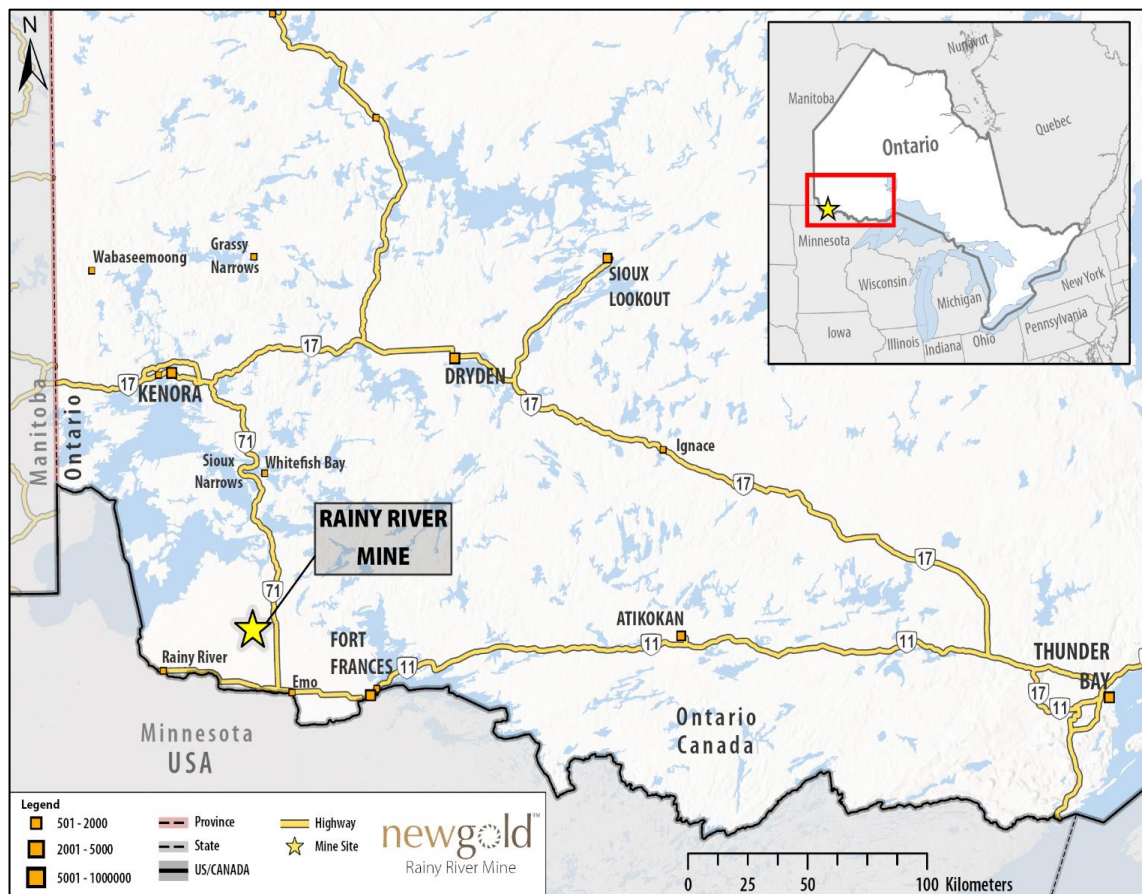 N
Nunavut
Manitoba
Quebec
Ontario
Minnesota
Wisconsin
Michigan
New York
Iowa
Illinois
Indiana
Ohio
Pennsylvania
Wabaseemoong
Grassy
Narrows
SIOUX
LOOKOUT
17
DRYDEN
17
KENORA
17
Manitoba
Ontario
71
Ignace
Sioux
Narrows
Whitefish Bay
17
RAINY RIVER
MINE
17
71
ATIKOKAN
FORT
FRANCES
11
11
11
THUNDER
BAY
Rainy River
Emo
17
11
Minnesota
USA
Ontario
Canada
Legend
501 - 2000
2001 - 5000
5001 - 1000000
Province
State
US/CANADA
Highway
Mine Site
newgold™
Rainy River Mine
0 25 50 100 Kilometers